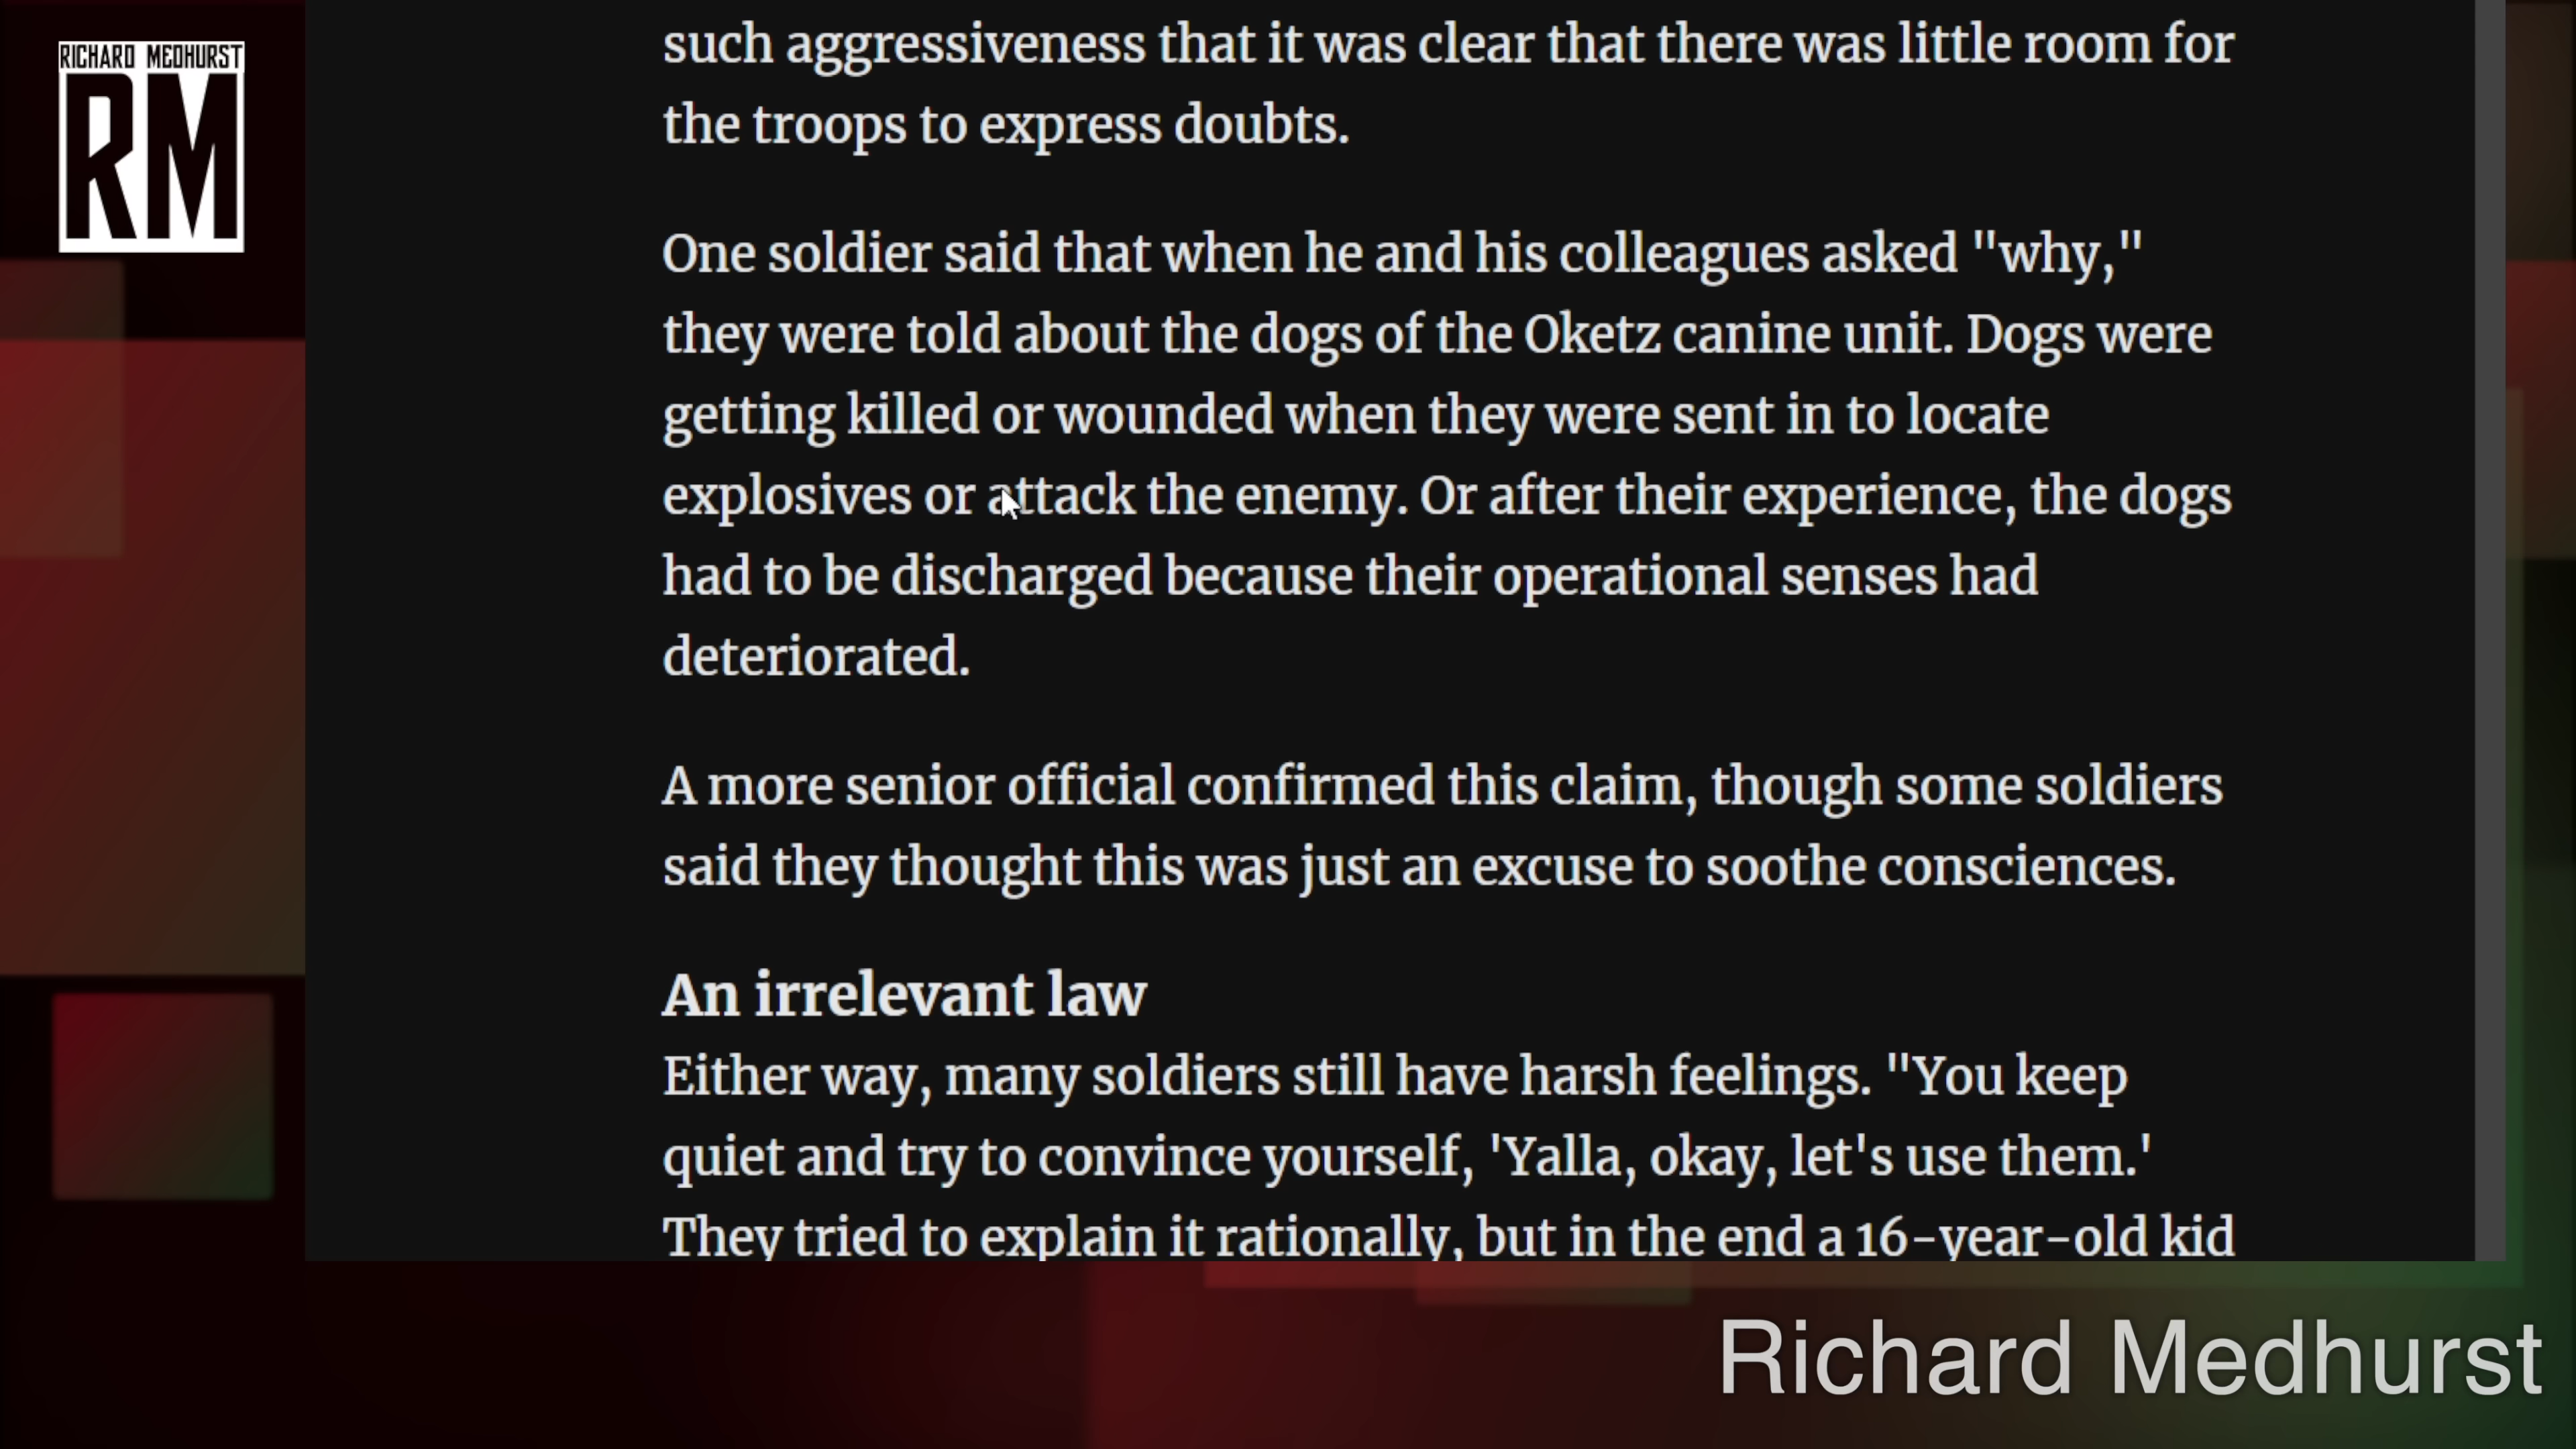 RICHARD MEDHURST
RM
such aggressiveness that it was clear that there was little room for
the troops to express doubts.
One soldier said that when he and his colleagues asked "why,"
they were told about the dogs of the Oketz canine unit. Dogs were
getting killed or wounded when they were sent in to locate
explosives or attack the enemy. Or after their experience, the dogs
had to be discharged because their operational senses had
deteriorated.
A more senior official confirmed this claim, though some soldiers
said they thought this was just an excuse to soothe consciences.
An irrelevant law
Either way, many soldiers still have harsh feelings. "You keep
quiet and try to convince yourself, 'Yalla, okay, let's use them.'
They tried to explain it rationally, but in the end a 16-year-old kid
Richard Medhurst